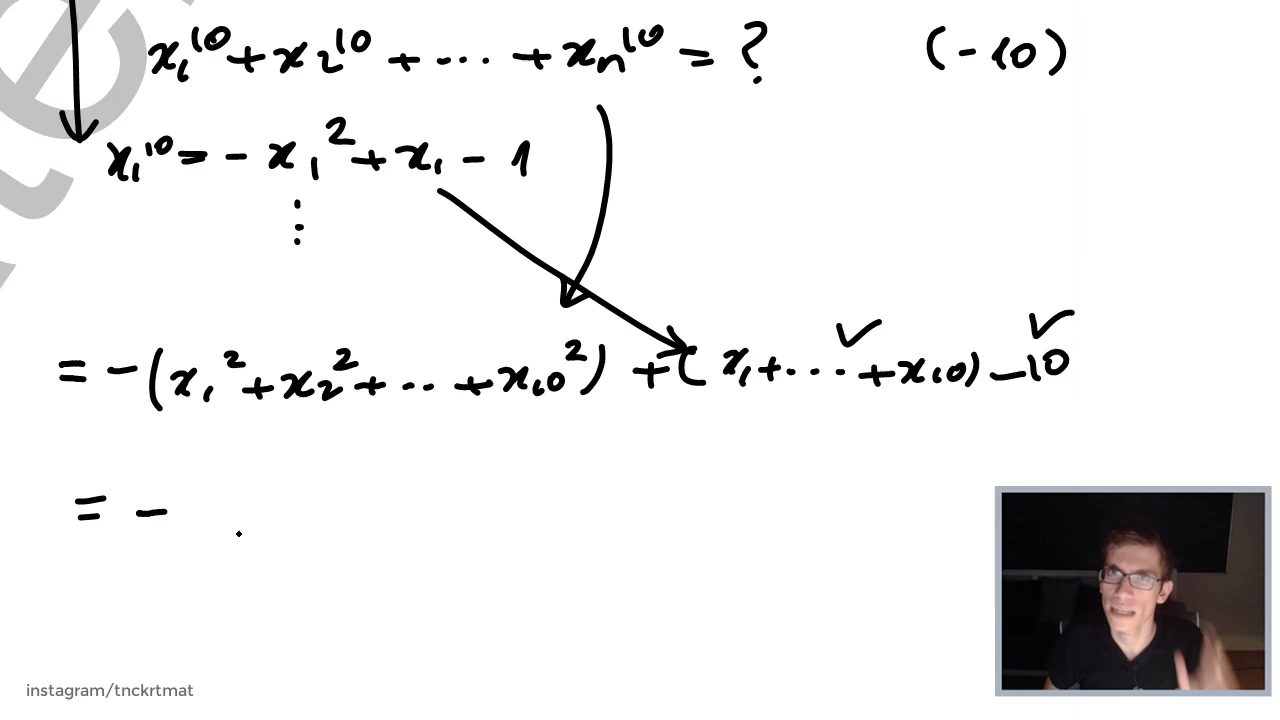 x₁¹⁰ + x₂¹⁰ + ... + xₙ¹⁰ = ? (-10)
x₁¹⁰ = - x₁² + x₁ - 1
⋮
= -(x₁² + x₂² + ... + x₁₀²) + (x₁ + ... + x₁₀) - 10
= -
instagram/tnckrtmat